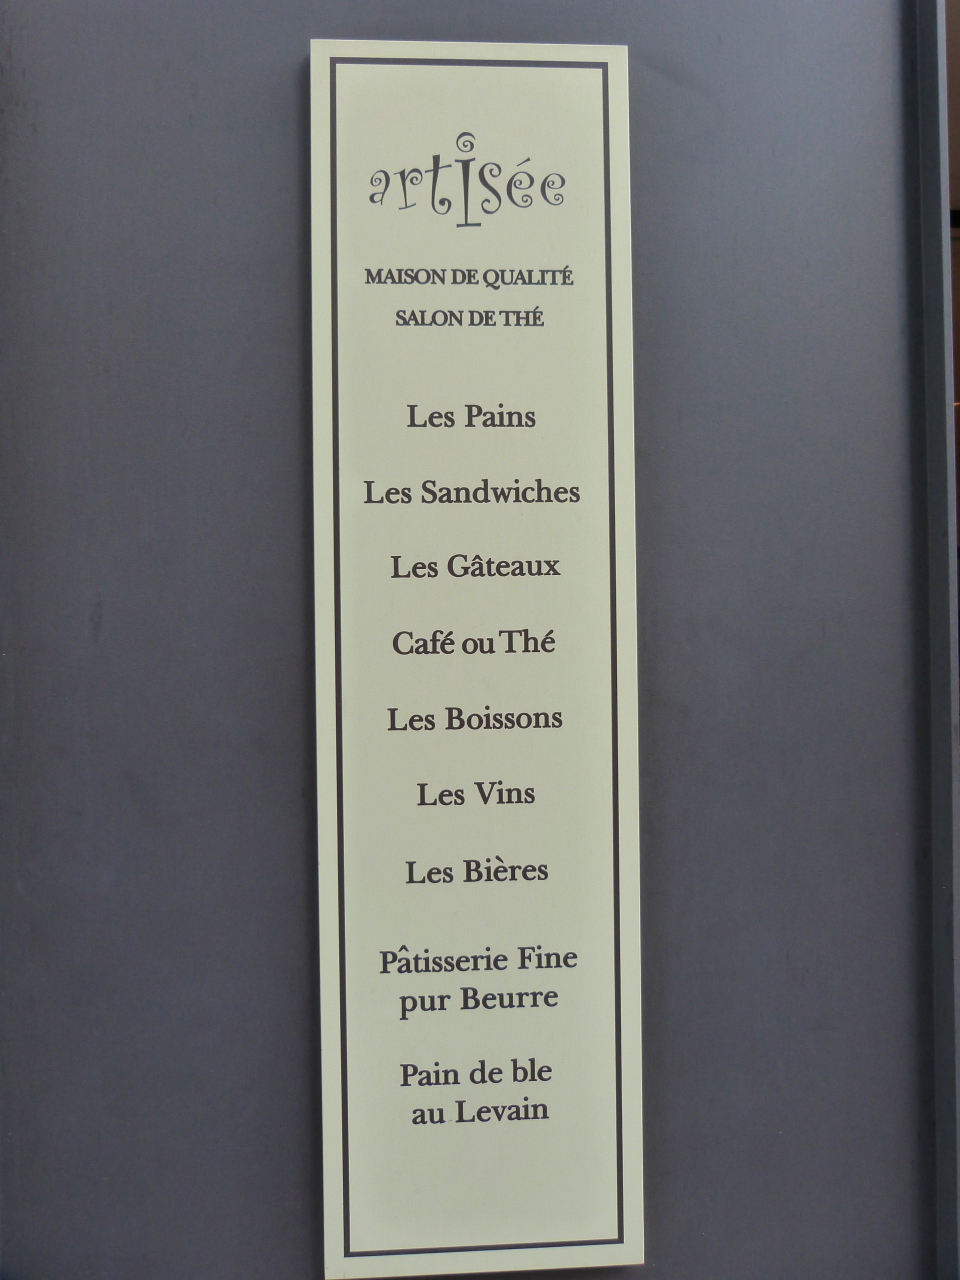 artisée
MAISON DE QUALITÉ
SALON DE THÉ
Les Pains
Les Sandwiches
Les Gâteaux
Café ou Thé
Les Boissons
Les Vins
Les Bières
Pâtisserie Fine
pur Beurre
Pain de ble
au Levain